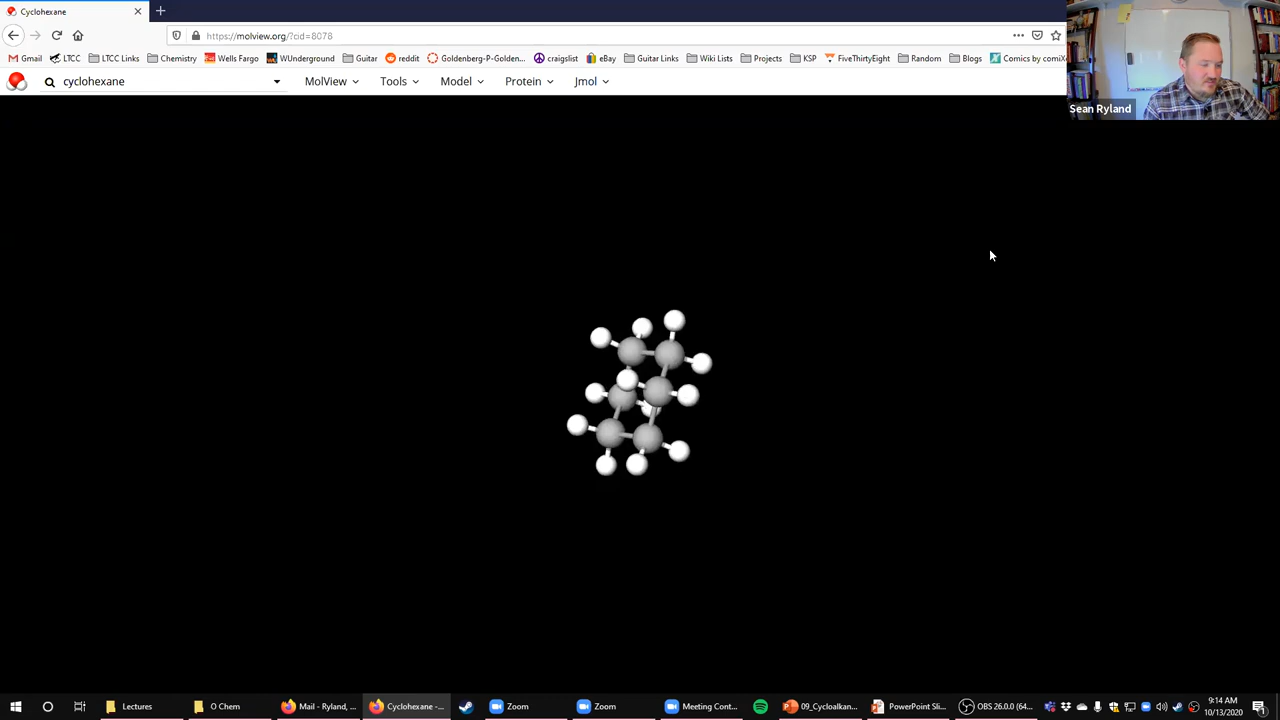 Cyclohexane
https://molview.org/?cid=8078
Gmail LTCC LTCC Links Chemistry Wells Fargo WUnderground Guitar reddit Goldenberg-P-Golden... craigslist eBay Guitar Links Wiki Lists Projects KSP FiveThirtyEight Random Blogs Comics by comiX
cyclohexane MolView Tools Model Protein Jmol
Sean Ryland
Lectures O Chem Mail - Ryland, ... Cyclohexane -... Zoom Zoom Meeting Cont... 09_Cycloalkan... PowerPoint Sli... OBS 26.0.0 (64...
9:14 AM
10/13/2020